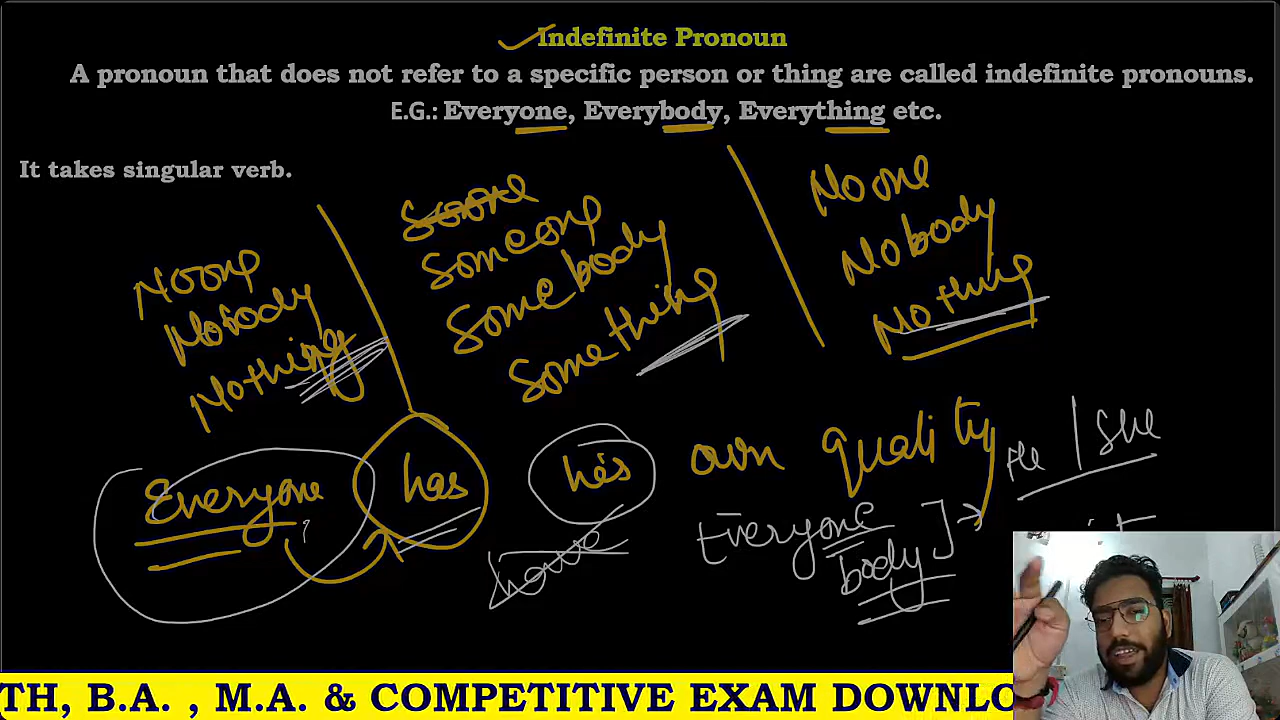 Indefinite Pronoun
A pronoun that does not refer to a specific person or thing are called indefinite pronouns.
E.G.: Everyone, Everybody, Everything etc.
It takes singular verb.
Noone
Nobody
Nothing
Someone
Somebody
Something
No one
Nobody
Nothing
Everyone has his own quality
he / she
have
Everyone
body
TH, B.A. , M.A. & COMPETITIVE EXAM DOWNLO